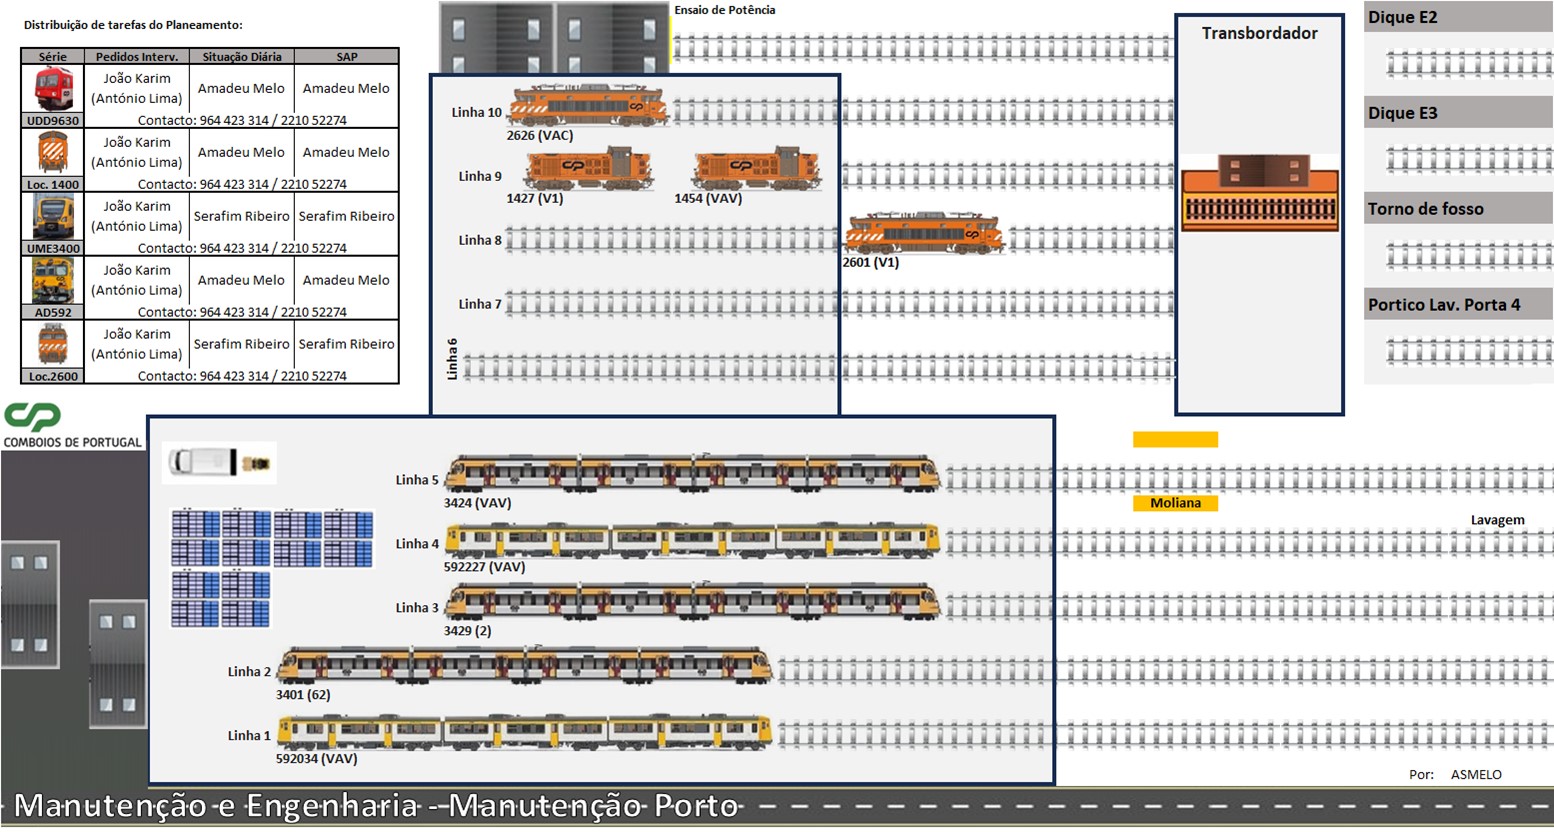 Distribuição de tarefas do Planeamento:
Série Pedidos Interv. Situação Diária SAP
João Karim
(António Lima) Amadeu Melo Amadeu Melo
UDD9630 Contacto: 964 423 314 / 2210 52274
João Karim
(António Lima) Amadeu Melo Amadeu Melo
Loc. 1400 Contacto: 964 423 314 / 2210 52274
João Karim
(António Lima) Serafim Ribeiro Serafim Ribeiro
UME3400 Contacto: 964 423 314 / 2210 52274
João Karim
(António Lima) Amadeu Melo Amadeu Melo
AD592 Contacto: 964 423 314 / 2210 52274
João Karim
(António Lima) Serafim Ribeiro Serafim Ribeiro
Loc.2600 Contacto: 964 423 314 / 2210 52274
Ensaio de Potência
Linha 10
2626 (VAC)
Linha 9
1427 (V1) 1454 (VAV)
Linha 8
2601 (V1)
Linha 7
Linha 6
Transbordador
Dique E2
Dique E3
Torno de fosso
Portico Lav. Porta 4
CP
COMBOIOS DE PORTUGAL
Linha 5
3424 (VAV)
Moliana
Lavagem
Linha 4
592227 (VAV)
Linha 3
3429 (2)
Linha 2
3401 (62)
Linha 1
592034 (VAV)
Por: ASMELO
Manutenção e Engenharia - Manutenção Porto